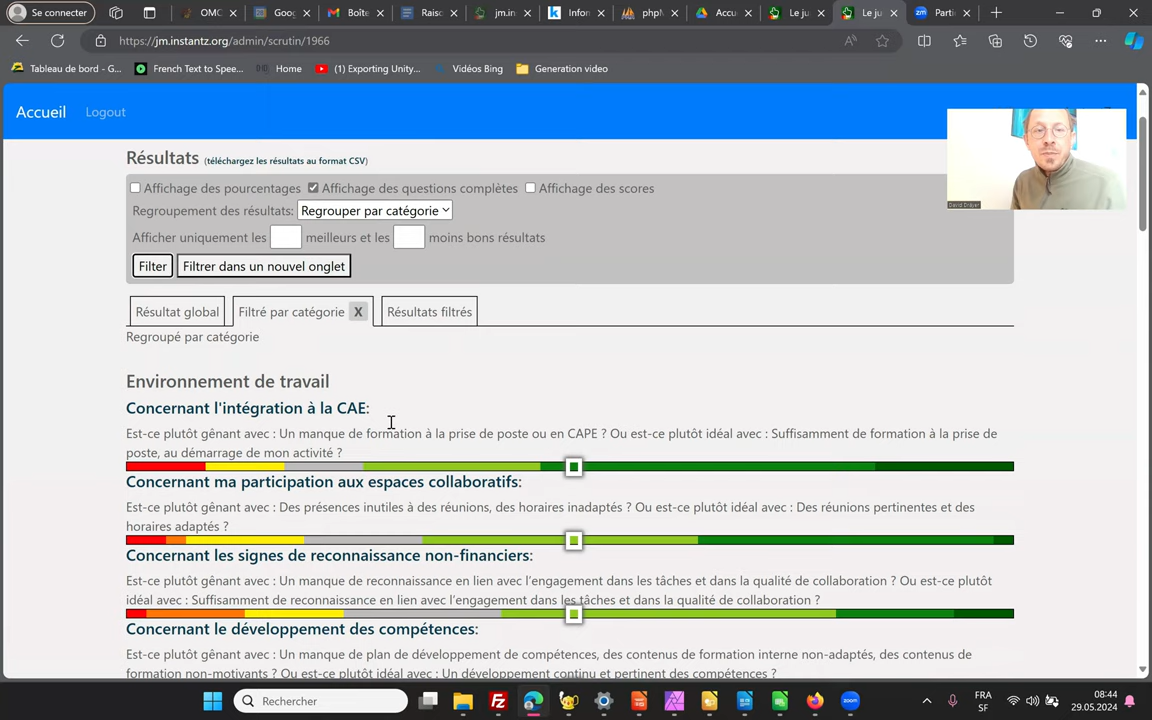 Se connecter
OMC
Goog
Boîte
Raiso
jm.in
Infor
phpM
Accu
Le ju
Le ju
Parti
https://jm.instantz.org/admin/scrutin/1966
Tableau de bord - G...
French Text to Spee...
Home
(1) Exporting Unity...
Vidéos Bing
Generation video
Accueil
Logout
David Drayer
Résultats (téléchargez les résultats au format CSV)
Affichage des pourcentages Affichage des questions complètes Affichage des scores
Regroupement des résultats: Regrouper par catégorie
Afficher uniquement les meilleurs et les moins bons résultats
Filter
Filtrer dans un nouvel onglet
Résultat global
Filtré par catégorie X
Résultats filtrés
Regroupé par catégorie
Environnement de travail
Concernant l'intégration à la CAE:
Est-ce plutôt gênant avec : Un manque de formation à la prise de poste ou en CAPE ? Ou est-ce plutôt idéal avec : Suffisamment de formation à la prise de
poste, au démarrage de mon activité ?
Concernant ma participation aux espaces collaboratifs:
Est-ce plutôt gênant avec : Des présences inutiles à des réunions, des horaires inadaptés ? Ou est-ce plutôt idéal avec : Des réunions pertinentes et des
horaires adaptés ?
Concernant les signes de reconnaissance non-financiers:
Est-ce plutôt gênant avec : Un manque de reconnaissance en lien avec l'engagement dans les tâches et dans la qualité de collaboration ? Ou est-ce plutôt
idéal avec : Suffisamment de reconnaissance en lien avec l'engagement dans les tâches et dans la qualité de collaboration ?
Concernant le développement des compétences:
Est-ce plutôt gênant avec : Un manque de plan de développement de compétences, des contenus de formation interne non-adaptés, des contenus de
formation non-motivants ? Ou est-ce plutôt idéal avec : Un développement continu et pertinent des compétences ?
Rechercher
FRA
SF
08:44
29.05.2024